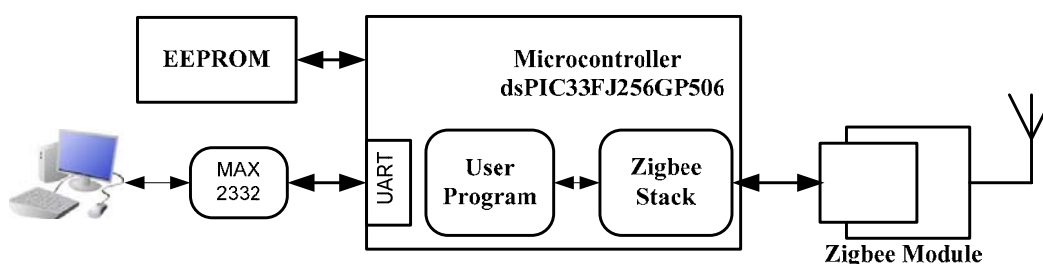 EEPROM
Microcontroller
dsPIC33FJ256GP506
MAX
2332
UART
User
Program
Zigbee
Stack
Zigbee Module